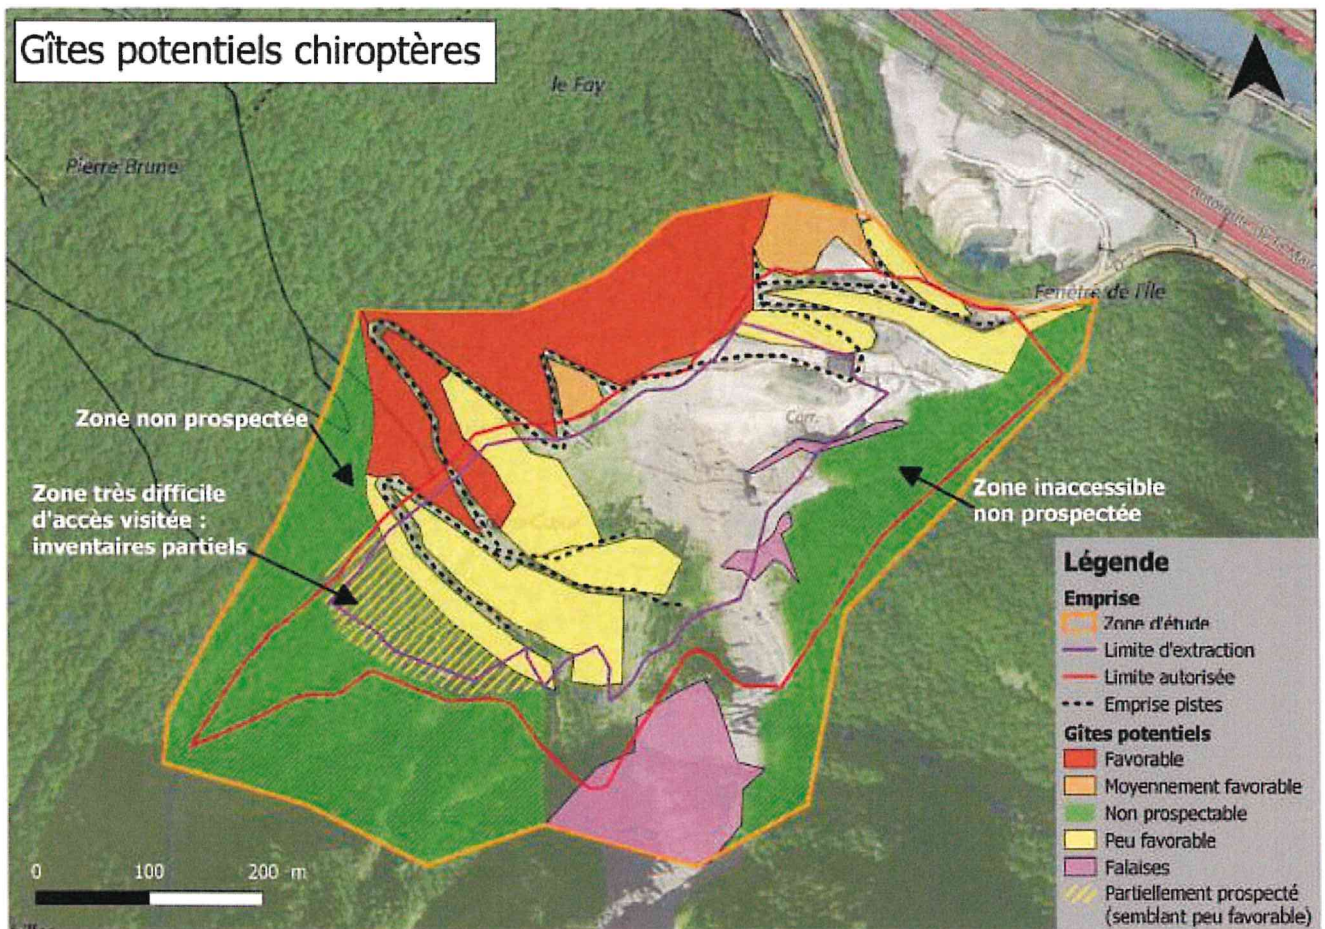 Gîtes potentiels chiroptères
le Fay
Pierre Brune
Fenêtre de l'Ile
Carr.
Zone non prospectée
Zone très difficile
d'accès visitée :
inventaires partiels
Zone inaccessible
non prospectée
Légende
Emprise
Zone d'étude
Limite d'extraction
Limite autorisée
Emprise pistes
Gîtes potentiels
Favorable
Moyennement favorable
Non prospectable
Peu favorable
Falaises
Partiellement prospecté
(semblant peu favorable)
0 100 200 m